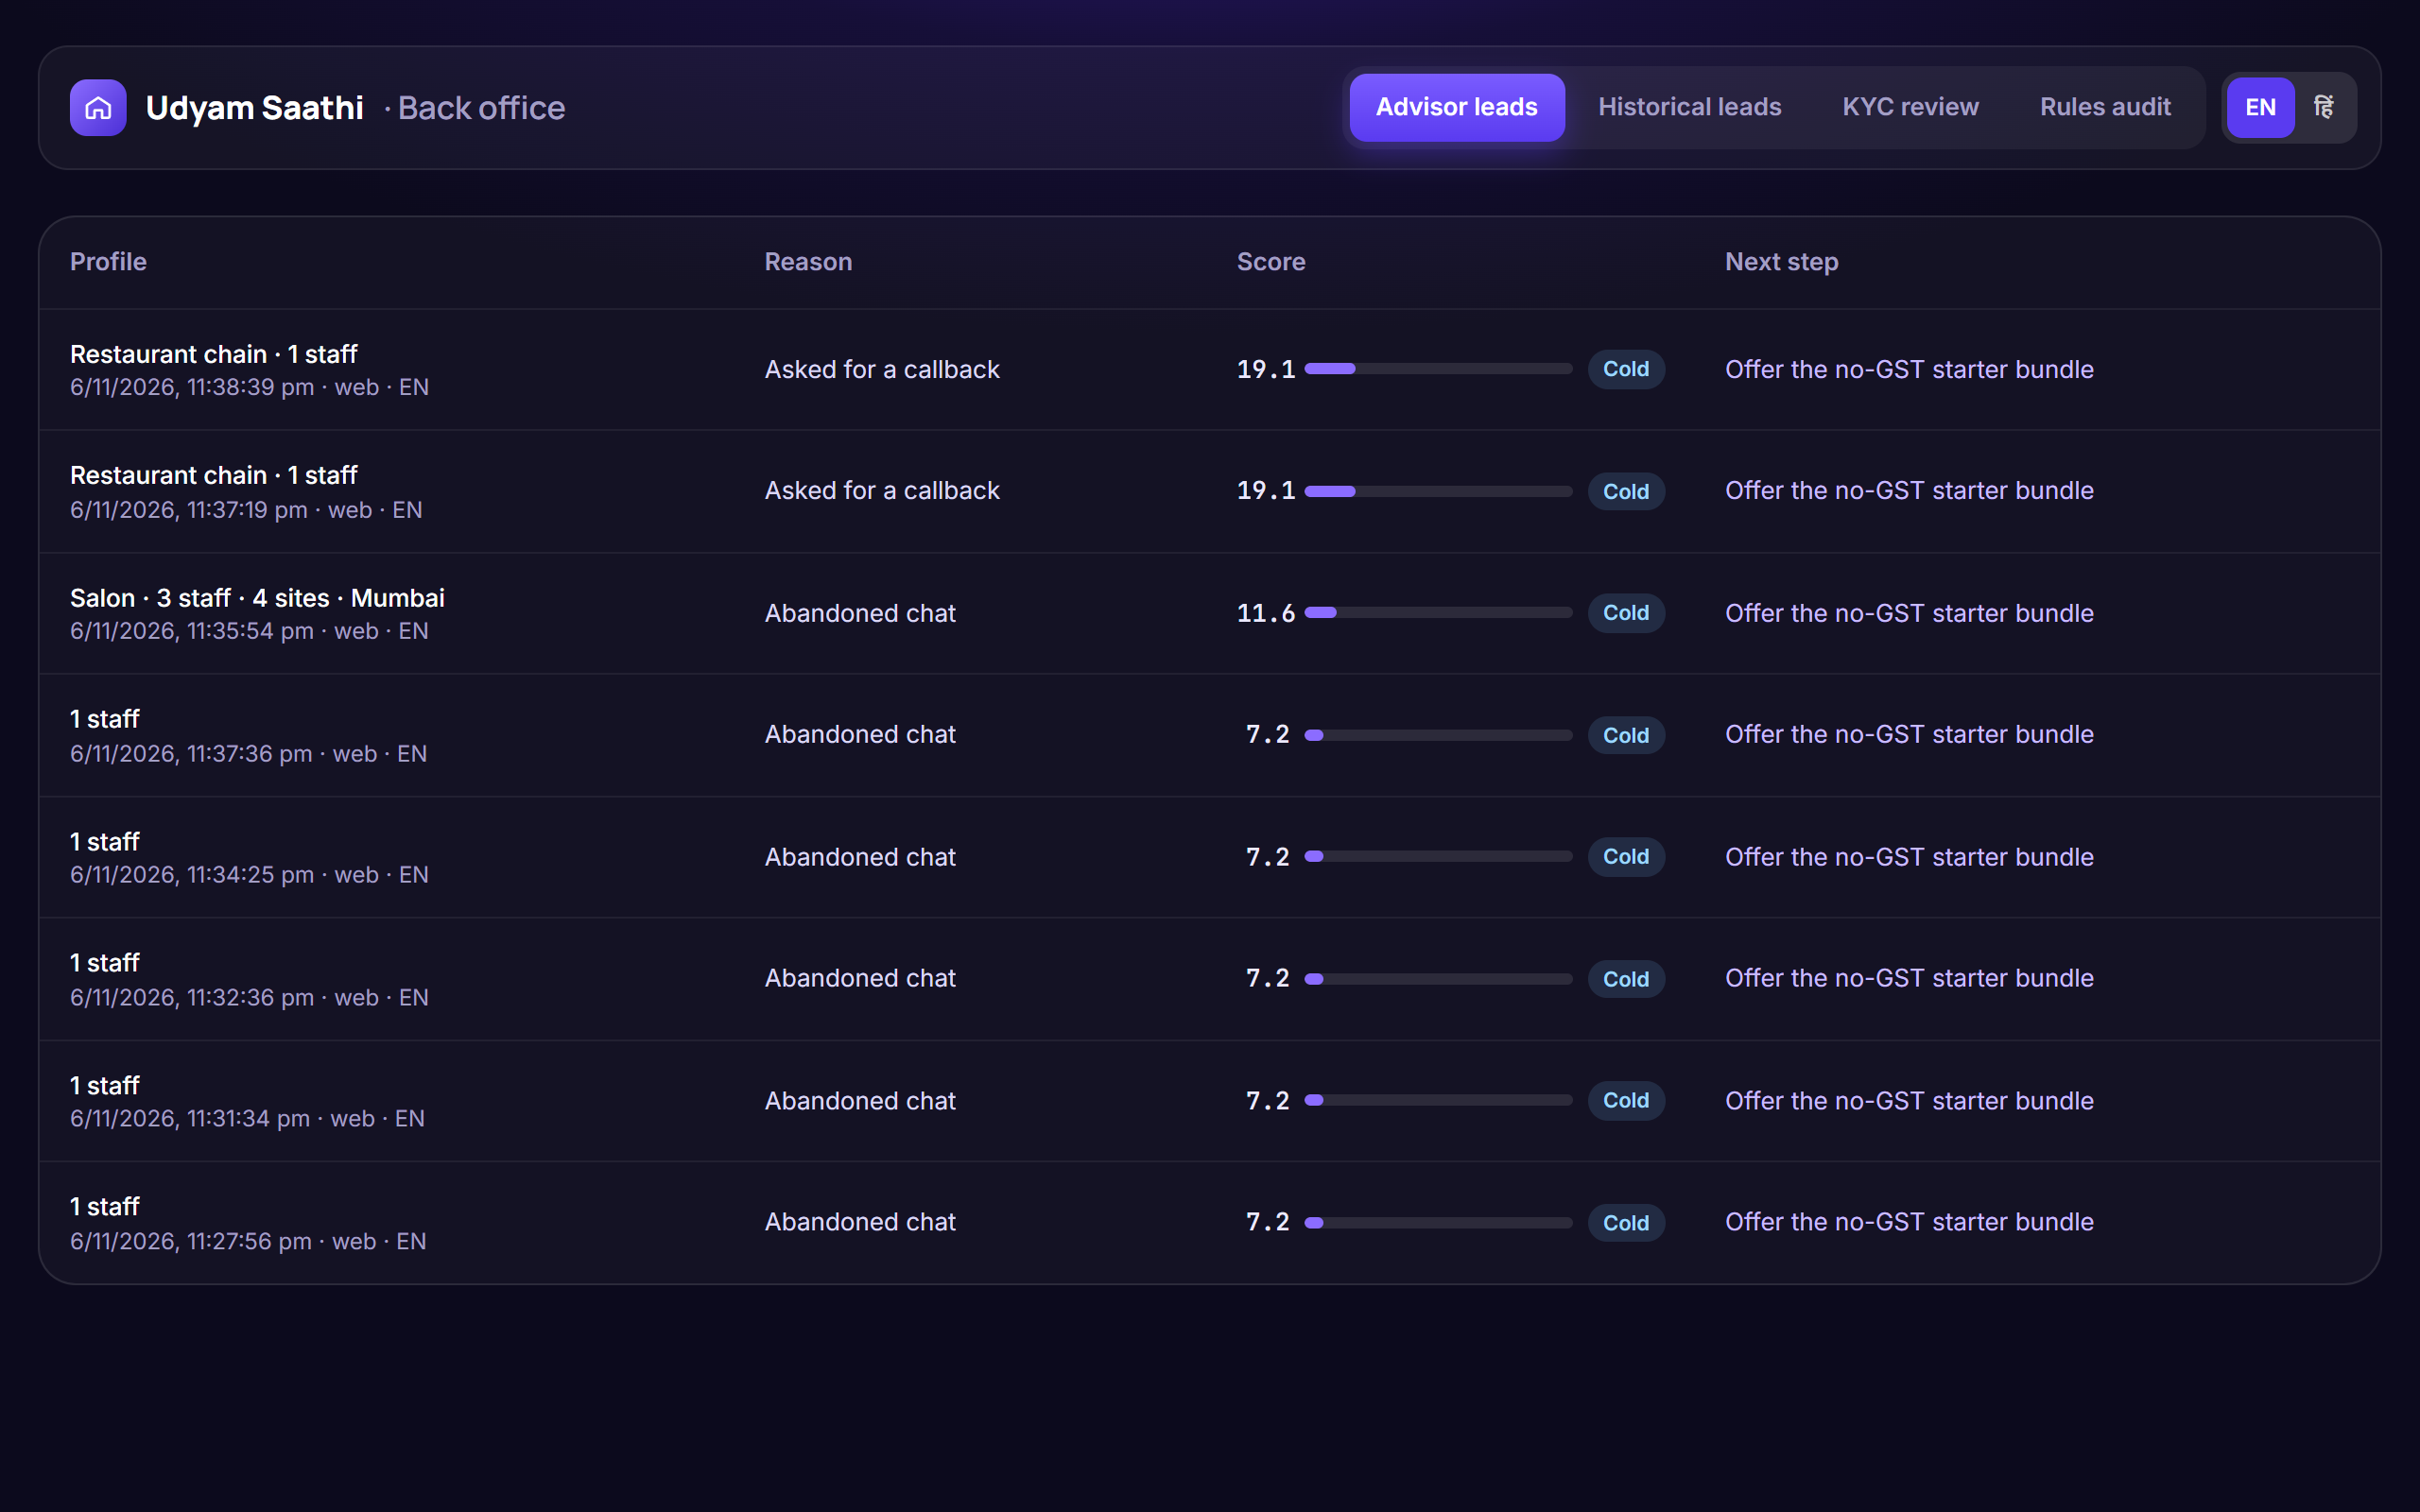 Udyam Saathi · Back office
Advisor leads Historical leads KYC review Rules audit EN हिं
Profile Reason Score Next step
Restaurant chain · 1 staff
6/11/2026, 11:38:39 pm · web · EN
Asked for a callback 19.1 Cold Offer the no-GST starter bundle
Restaurant chain · 1 staff
6/11/2026, 11:37:19 pm · web · EN
Asked for a callback 19.1 Cold Offer the no-GST starter bundle
Salon · 3 staff · 4 sites · Mumbai
6/11/2026, 11:35:54 pm · web · EN
Abandoned chat 11.6 Cold Offer the no-GST starter bundle
1 staff
6/11/2026, 11:37:36 pm · web · EN
Abandoned chat 7.2 Cold Offer the no-GST starter bundle
1 staff
6/11/2026, 11:34:25 pm · web · EN
Abandoned chat 7.2 Cold Offer the no-GST starter bundle
1 staff
6/11/2026, 11:32:36 pm · web · EN
Abandoned chat 7.2 Cold Offer the no-GST starter bundle
1 staff
6/11/2026, 11:31:34 pm · web · EN
Abandoned chat 7.2 Cold Offer the no-GST starter bundle
1 staff
6/11/2026, 11:27:56 pm · web · EN
Abandoned chat 7.2 Cold Offer the no-GST starter bundle